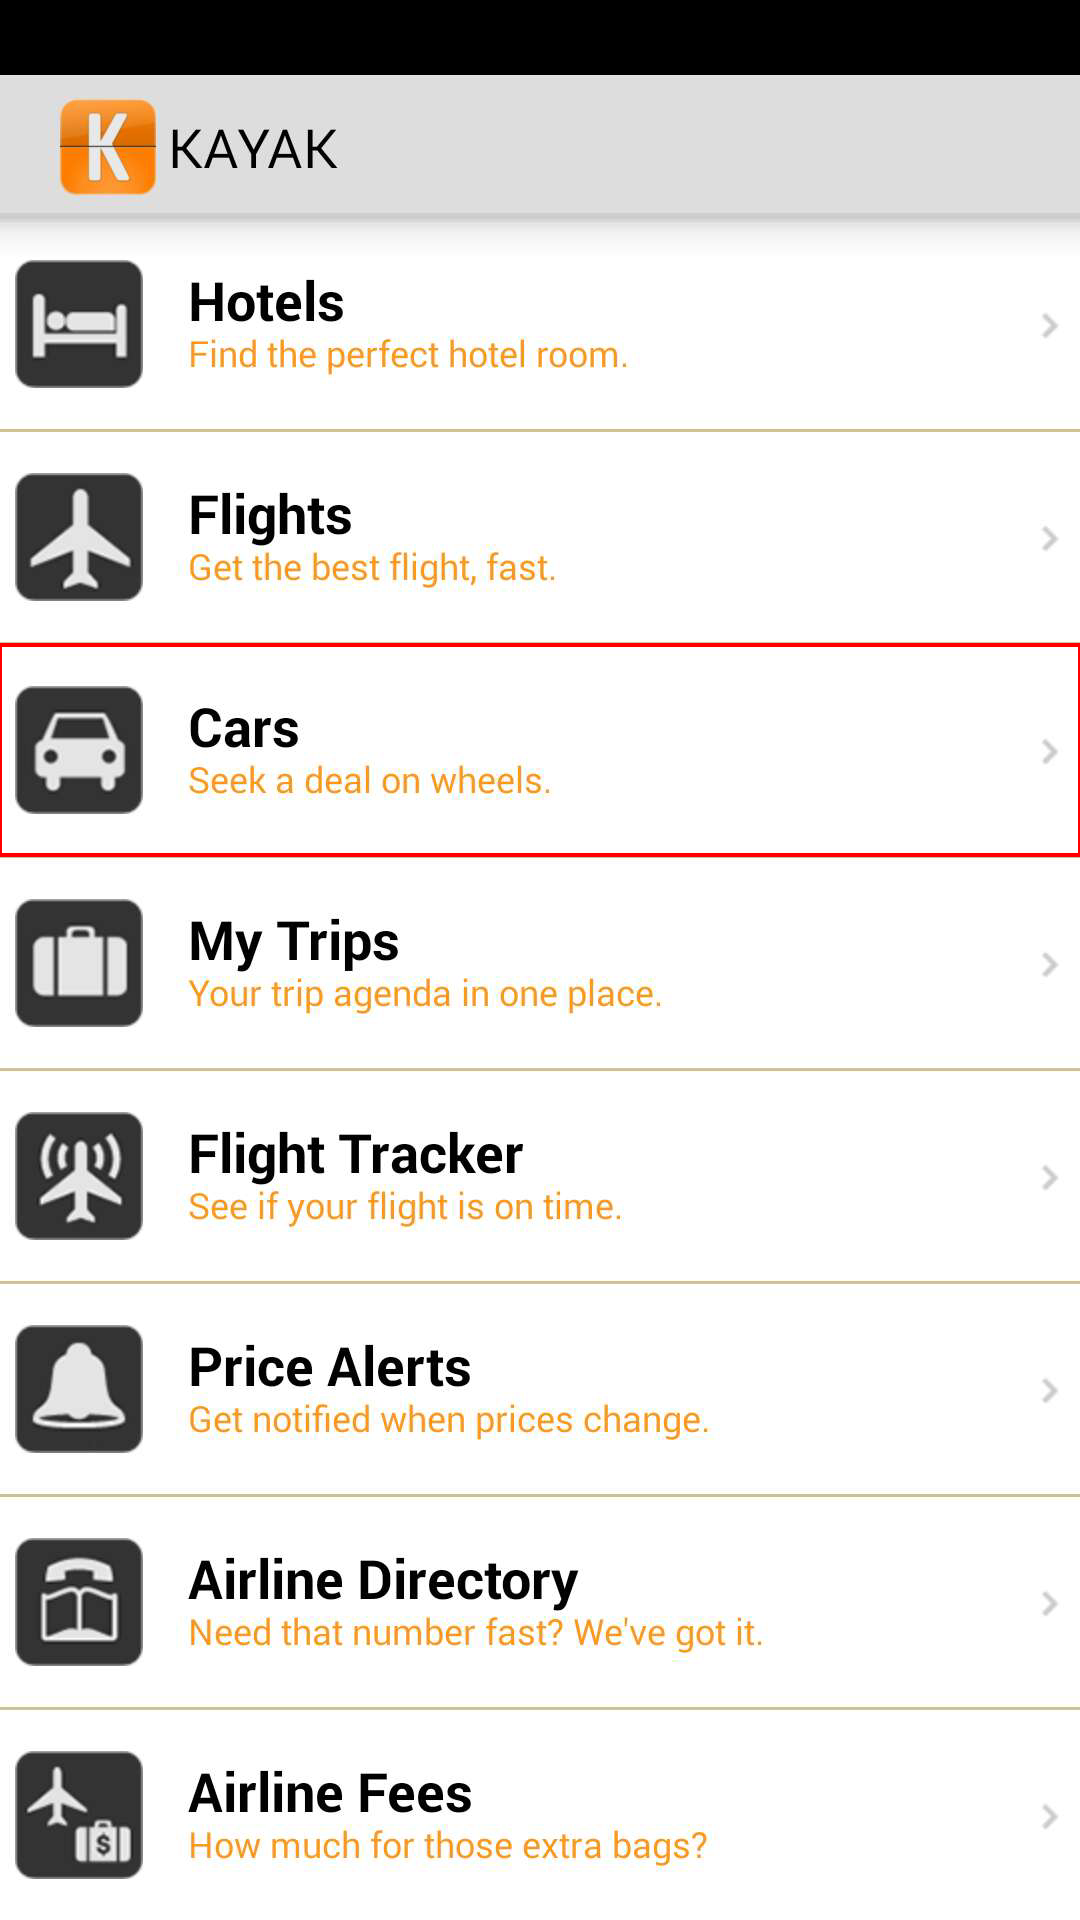 K KAYAK
Hotels
Find the perfect hotel room.
Flights
Get the best flight, fast.
Cars
Seek a deal on wheels.
My Trips
Your trip agenda in one place.
Flight Tracker
See if your flight is on time.
Price Alerts
Get notified when prices change.
Airline Directory
Need that number fast? We've got it.
Airline Fees
$
How much for those extra bags?